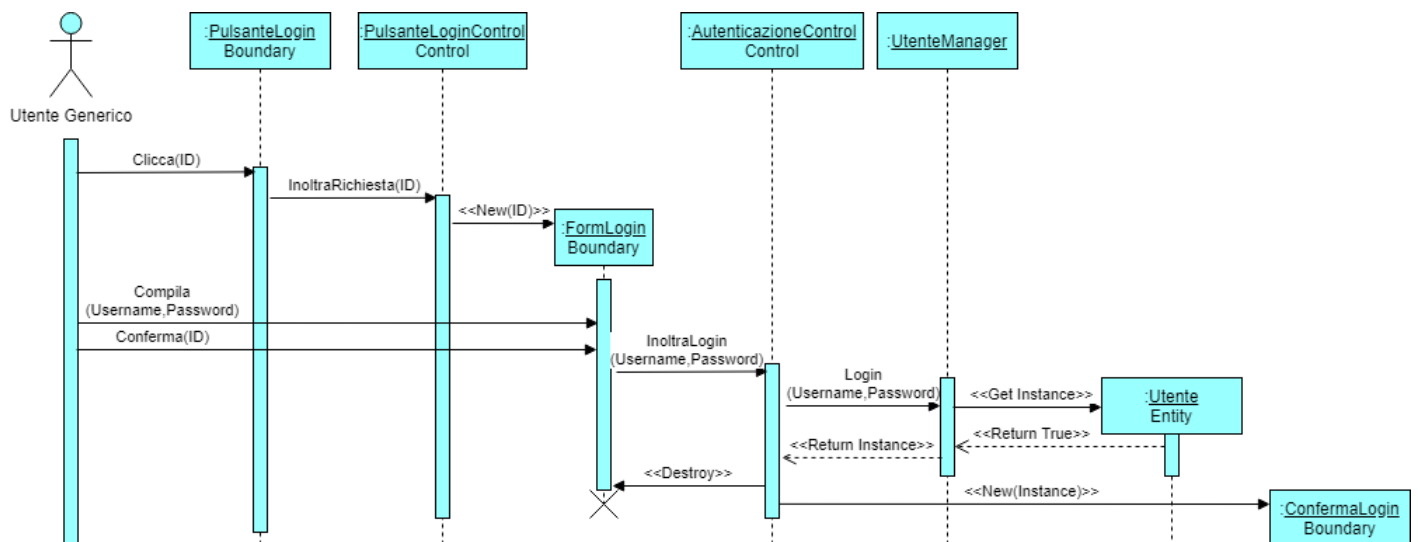 :PulsanteLogin
Boundary
:PulsanteLoginControl
Control
:AutenticazioneControl
Control
:UtenteManager
Utente Generico
Clicca(ID)
InoltraRichiesta(ID)
<<New(ID)>>
:FormLogin
Boundary
Compila
(Username,Password)
Conferma(ID)
InoltraLogin
(Username,Password)
Login
(Username,Password)
<<Get Instance>>
:Utente
Entity
<<Return True>>
<<Return Instance>>
<<Destroy>>
<<New(Instance)>>
:ConfermaLogin
Boundary